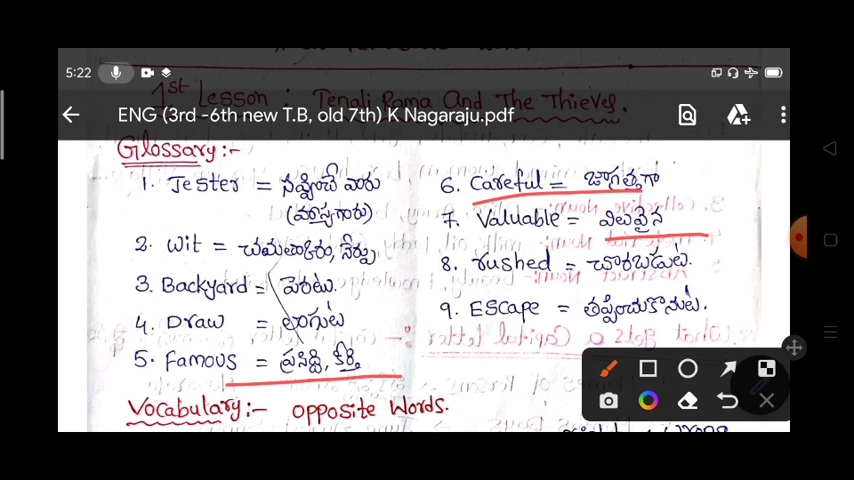 5:22
1st Lesson : Tenali Rama And The Thieves.
ENG (3rd -6th new T.B, old 7th) K Nagaraju.pdf
Glossary:-
1. Jester = నవ్వించే వారు
(హాస్యగారు)
2. Wit = చమత్కారం, నేర్పు
3. Backyard = పెరటు.
4. Draw = లాగుట
5. Famous = ప్రసిద్ధి, కీర్తి
6. Careful = జాగ్రత్తగా
7. Valuable = విలువైన
8. rushed = చొరబడుట.
9. Escape = తప్పించుకొనుట.
Vocabulary:- opposite Words.